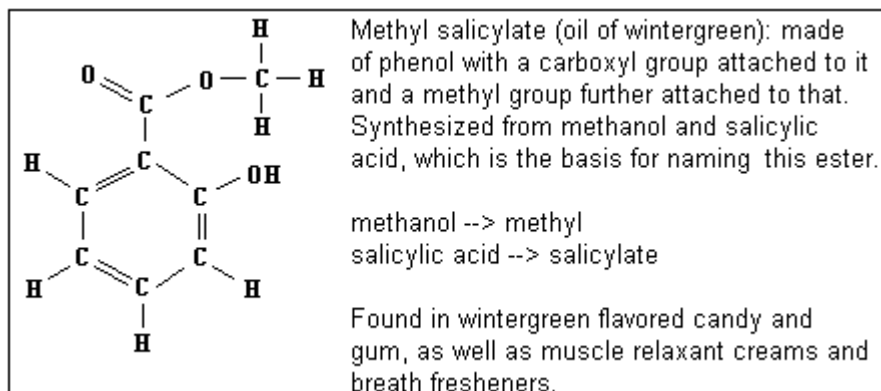 Methyl salicylate (oil of wintergreen): made
of phenol with a carboxyl group attached to it
and a methyl group further attached to that.
Synthesized from methanol and salicylic
acid, which is the basis for naming this ester.
methanol --> methyl
salicylic acid --> salicylate
Found in wintergreen flavored candy and
gum, as well as muscle relaxant creams and
breath fresheners.
H
O O C H
C H
H C OH
C C
C C
H C H
H